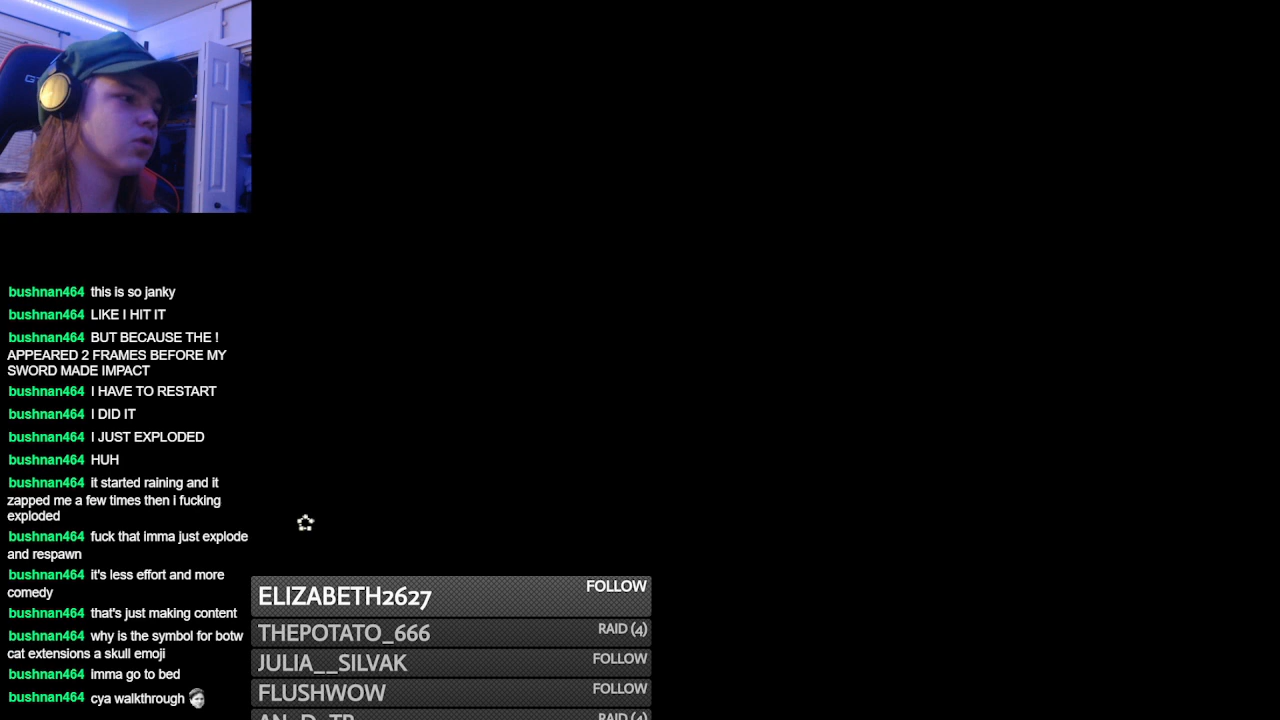 bushnan464 this is so janky
bushnan464 LIKE I HIT IT
bushnan464 BUT BECAUSE THE !
APPEARED 2 FRAMES BEFORE MY
SWORD MADE IMPACT
bushnan464 I HAVE TO RESTART
bushnan464 I DID IT
bushnan464 I JUST EXPLODED
bushnan464 HUH
bushnan464 it started raining and it
zapped me a few times then i fucking
exploded
bushnan464 fuck that imma just explode
and respawn
bushnan464 it's less effort and more
comedy
bushnan464 that's just making content
bushnan464 why is the symbol for botw
cat extensions a skull emoji
bushnan464 imma go to bed
bushnan464 cya walkthrough
ELIZABETH2627 FOLLOW
THEPOTATO_666 RAID (4)
JULIA__SILVAK FOLLOW
FLUSHWOW FOLLOW
AN_D_TR RAID (4)